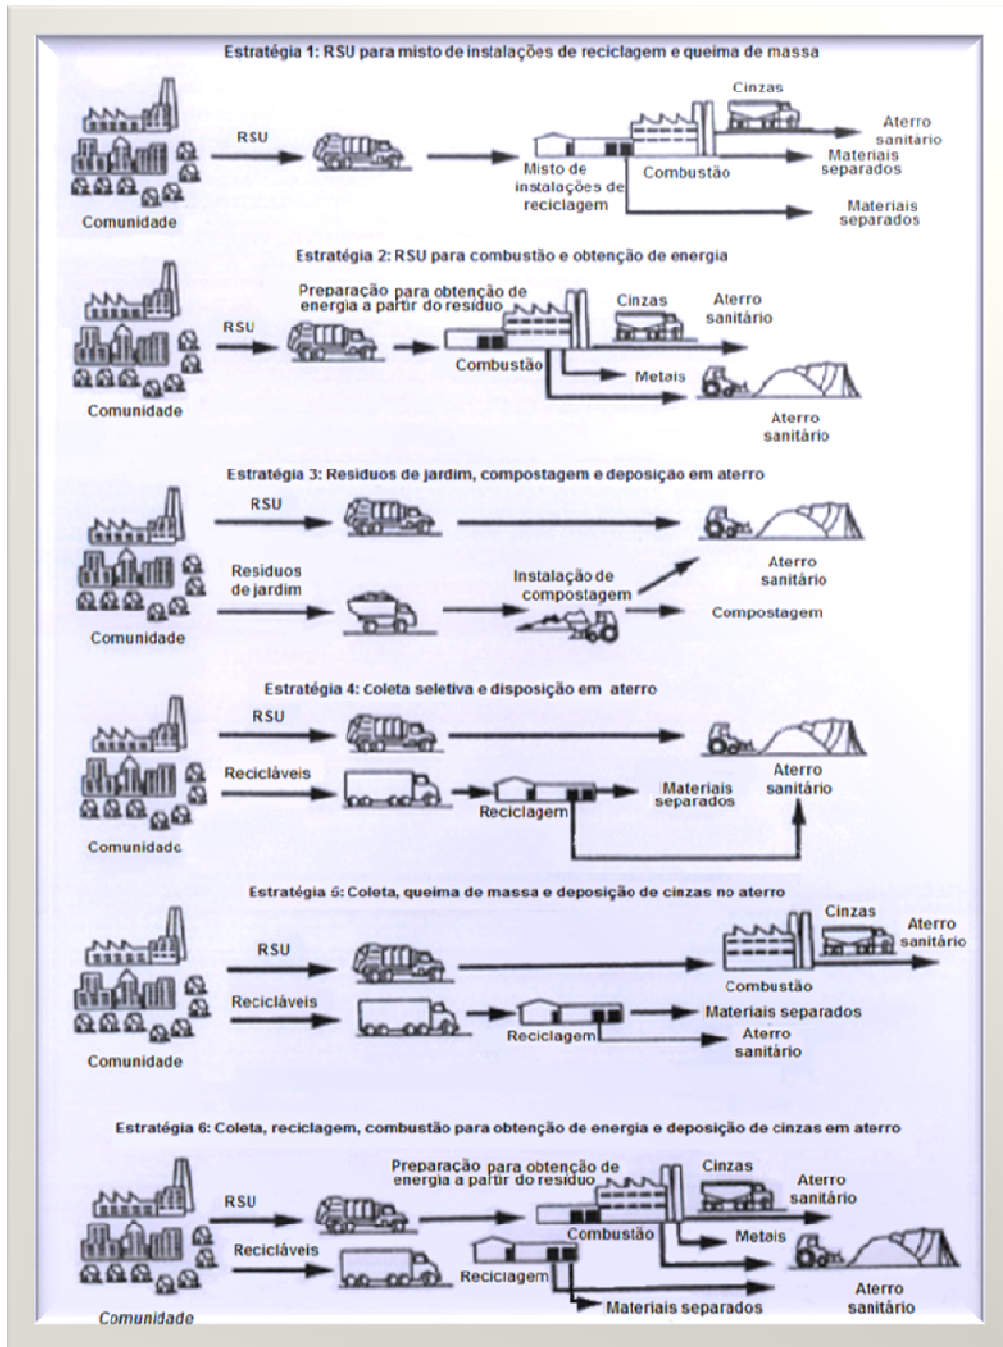 Estratégia 1: RSU para misto de instalações de reciclagem e queima de massa
Cinzas
RSU
Aterro
sanitário
Materiais
separados
Misto de
instalações de
reciclagem
Combustão
Materiais
separados
Comunidade
Estratégia 2: RSU para combustão e obtenção de energia
Preparação para obtenção de
energia a partir do resíduo
Cinzas
Aterro
sanitário
RSU
Combustão
Metais
Comunidade
Aterro
sanitário
Estratégia 3: Resíduos de jardim, compostagem e deposição em aterro
RSU
Aterro
sanitário
Resíduos
de jardim
Instalação de
compostagem
Compostagem
Comunidade
Estratégia 4: Coleta seletiva e disposição em aterro
RSU
Recicláveis
Aterro
sanitário
Materiais
separados
Reciclagem
Comunidade
Estratégia 5: Coleta, queima de massa e deposição de cinzas no aterro
Cinzas
Aterro
sanitário
RSU
Combustão
Recicláveis
Materiais separados
Reciclagem
Aterro
sanitário
Comunidade
Estratégia 6: Coleta, reciclagem, combustão para obtenção de energia e deposição de cinzas em aterro
Preparação para obtenção de
energia a partir do resíduo
Cinzas
Aterro
sanitário
RSU
Combustão
Metais
Recicláveis
Reciclagem
Aterro
sanitário
Materiais separados
Comunidade